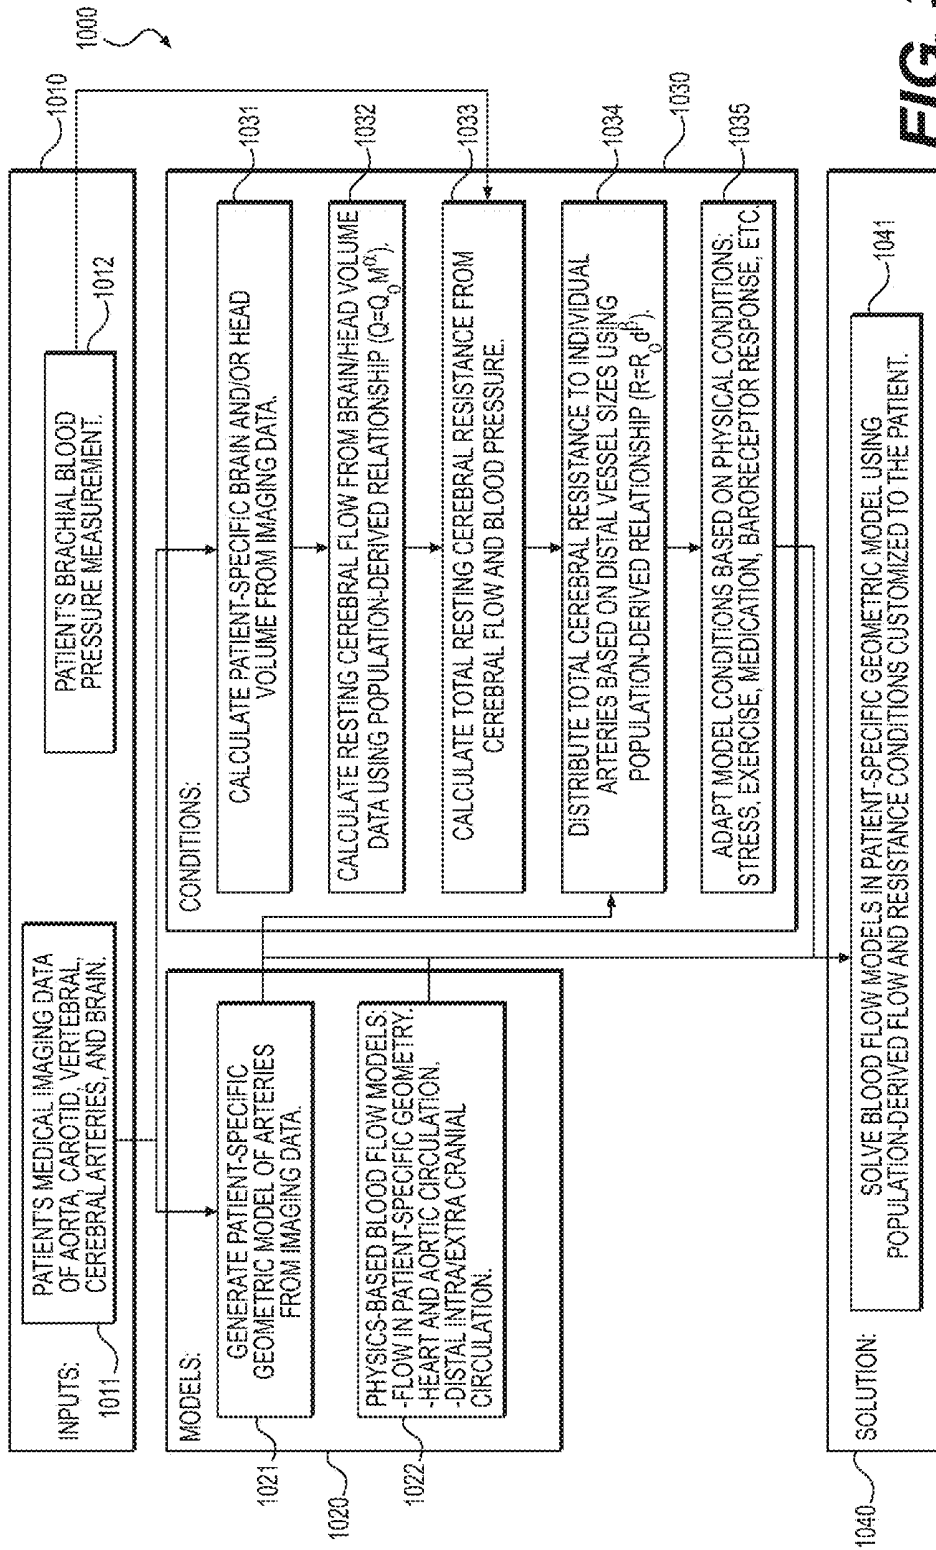 1000
1010
INPUTS:
PATIENT'S MEDICAL IMAGING DATA
OF AORTA, CAROTID, VERTEBRAL,
CEREBRAL ARTERIES, AND BRAIN.
1011
PATIENT'S BRACHIAL BLOOD
PRESSURE MEASUREMENT.
1012
MODELS:
GENERATE PATIENT-SPECIFIC
GEOMETRIC MODEL OF ARTERIES
FROM IMAGING DATA.
1021
1020
PHYSICS-BASED BLOOD FLOW MODELS:
-FLOW IN PATIENT-SPECIFIC GEOMETRY.
-HEART AND AORTIC CIRCULATION.
-DISTAL INTRA/EXTRA CRANIAL
CIRCULATION.
1022
CONDITIONS:
CALCULATE PATIENT-SPECIFIC BRAIN AND/OR HEAD
VOLUME FROM IMAGING DATA.
1031
CALCULATE RESTING CEREBRAL FLOW FROM BRAIN/HEAD VOLUME
DATA USING POPULATION-DERIVED RELATIONSHIP (Q=Q₀Mᵅ).
1032
CALCULATE TOTAL RESTING CEREBRAL RESISTANCE FROM
CEREBRAL FLOW AND BLOOD PRESSURE.
1033
DISTRIBUTE TOTAL CEREBRAL RESISTANCE TO INDIVIDUAL
ARTERIES BASED ON DISTAL VESSEL SIZES USING
POPULATION-DERIVED RELATIONSHIP (R=R₀dᵝ).
1034
1030
ADAPT MODEL CONDITIONS BASED ON PHYSICAL CONDITIONS:
STRESS, EXERCISE, MEDICATION, BARORECEPTOR RESPONSE, ETC.
1035
1040
SOLUTION:
SOLVE BLOOD FLOW MODELS IN PATIENT-SPECIFIC GEOMETRIC MODEL USING
POPULATION-DERIVED FLOW AND RESISTANCE CONDITIONS CUSTOMIZED TO THE PATIENT.
1041
FIG.